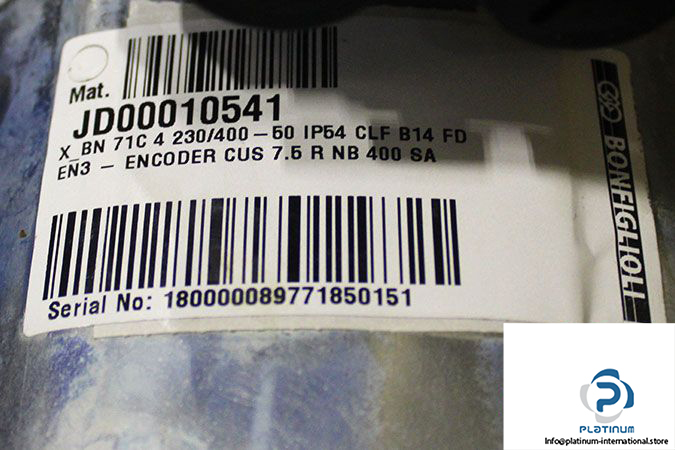 Mat.
JD00010541
X_BN 71C 4 230/400-50 IP54 CLF B14 FD
EN3 - ENCODER CUS 7.5 R NB 400 SA
Serial No: 180000089771850151
BONFIGLIOLI
PLATINUM
Info@platinum-international.store